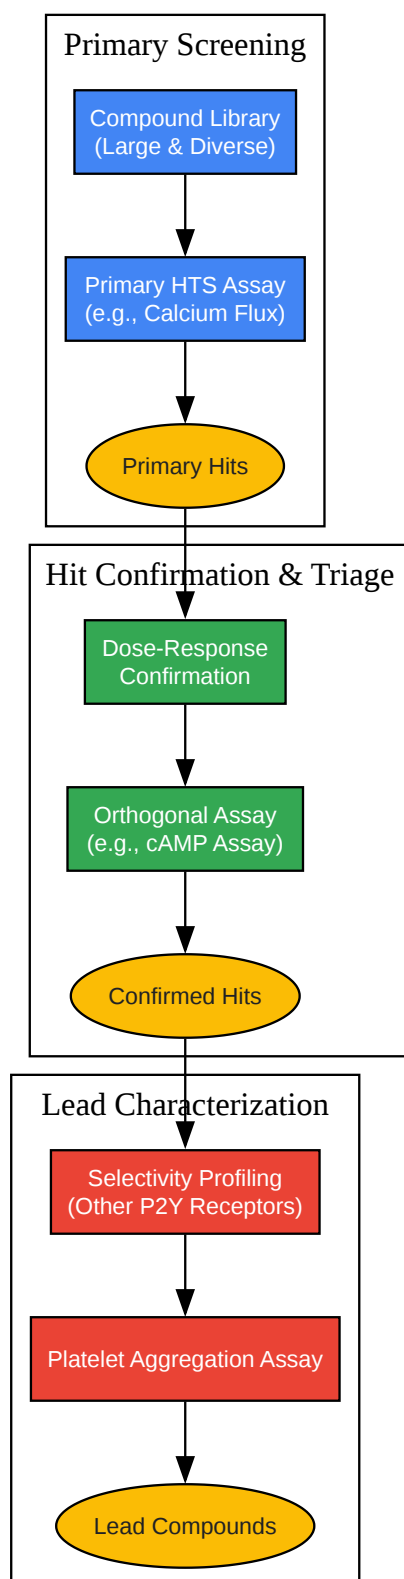 Primary Screening
Compound Library
(Large & Diverse)
Primary HTS Assay
(e.g., Calcium Flux)
Primary Hits
Hit Confirmation & Triage
Dose-Response
Confirmation
Orthogonal Assay
(e.g., cAMP Assay)
Confirmed Hits
Lead Characterization
Selectivity Profiling
(Other P2Y Receptors)
Platelet Aggregation Assay
Lead Compounds